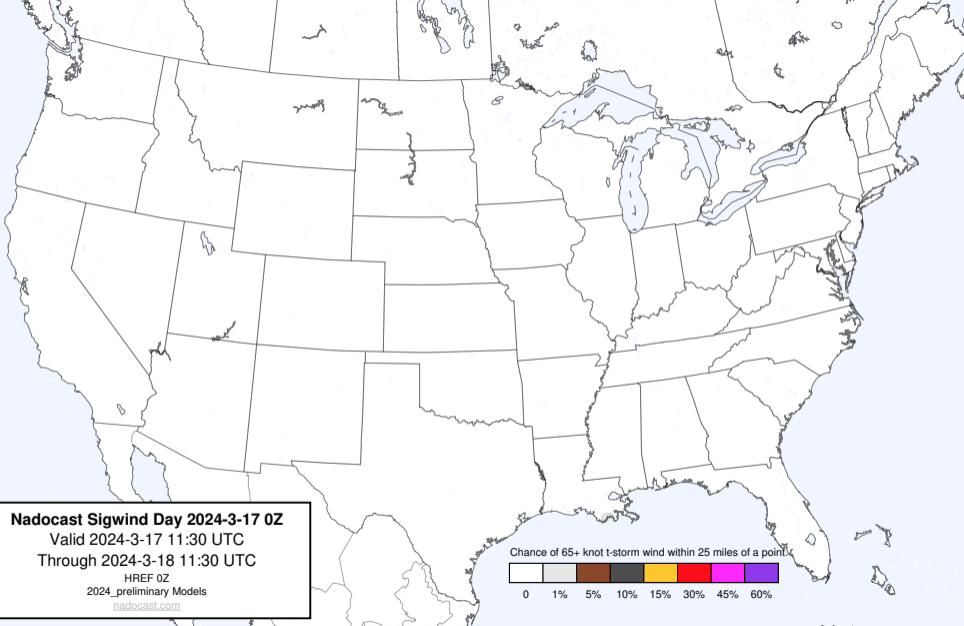 Nadocast Sigwind Day 2024-3-17 0Z
Valid 2024-3-17 11:30 UTC
Through 2024-3-18 11:30 UTC
HREF 0Z
2024_preliminary Models
nadocast.com
Chance of 65+ knot t-storm wind within 25 miles of a point.
0 1% 5% 10% 15% 30% 45% 60%